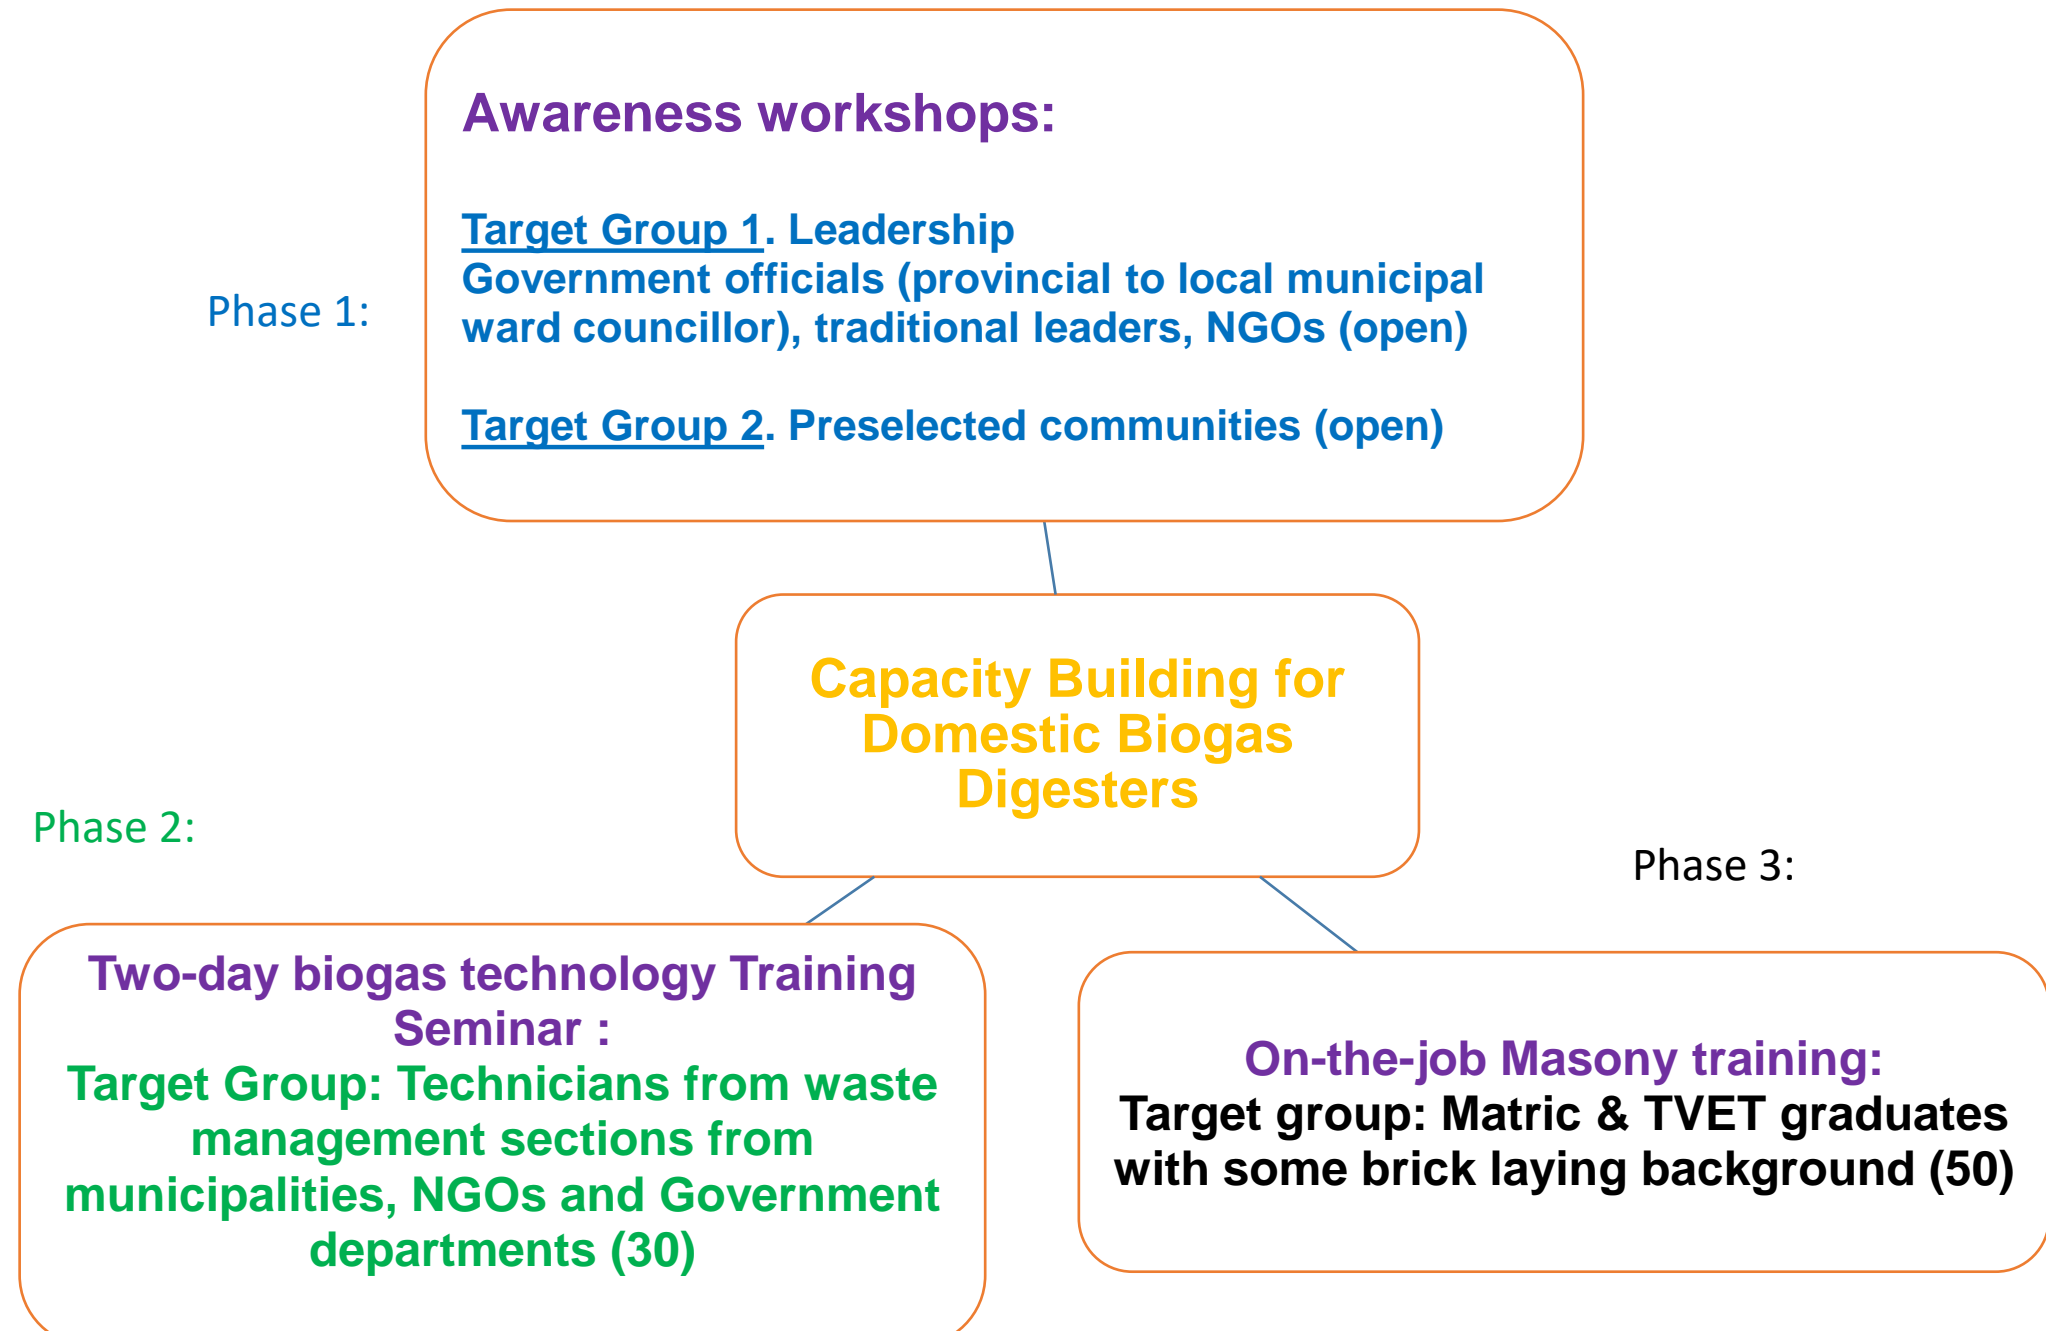 Phase 1:
Awareness workshops:
Target Group 1. Leadership
Government officials (provincial to local municipal
ward councillor), traditional leaders, NGOs (open)
Target Group 2. Preselected communities (open)
Capacity Building for
Domestic Biogas
Digesters
Phase 2:
Two-day biogas technology Training
Seminar :
Target Group: Technicians from waste
management sections from
municipalities, NGOs and Government
departments (30)
Phase 3:
On-the-job Masony training:
Target group: Matric & TVET graduates
with some brick laying background (50)